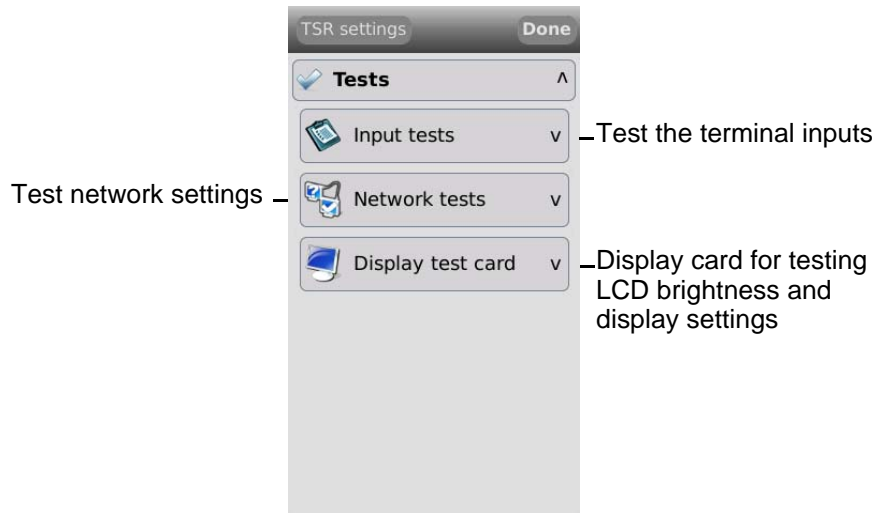 TSR settings Done
Tests ʌ
Input tests v
Test the terminal inputs
Test network settings
Network tests v
Display test card v
Display card for testing
LCD brightness and
display settings